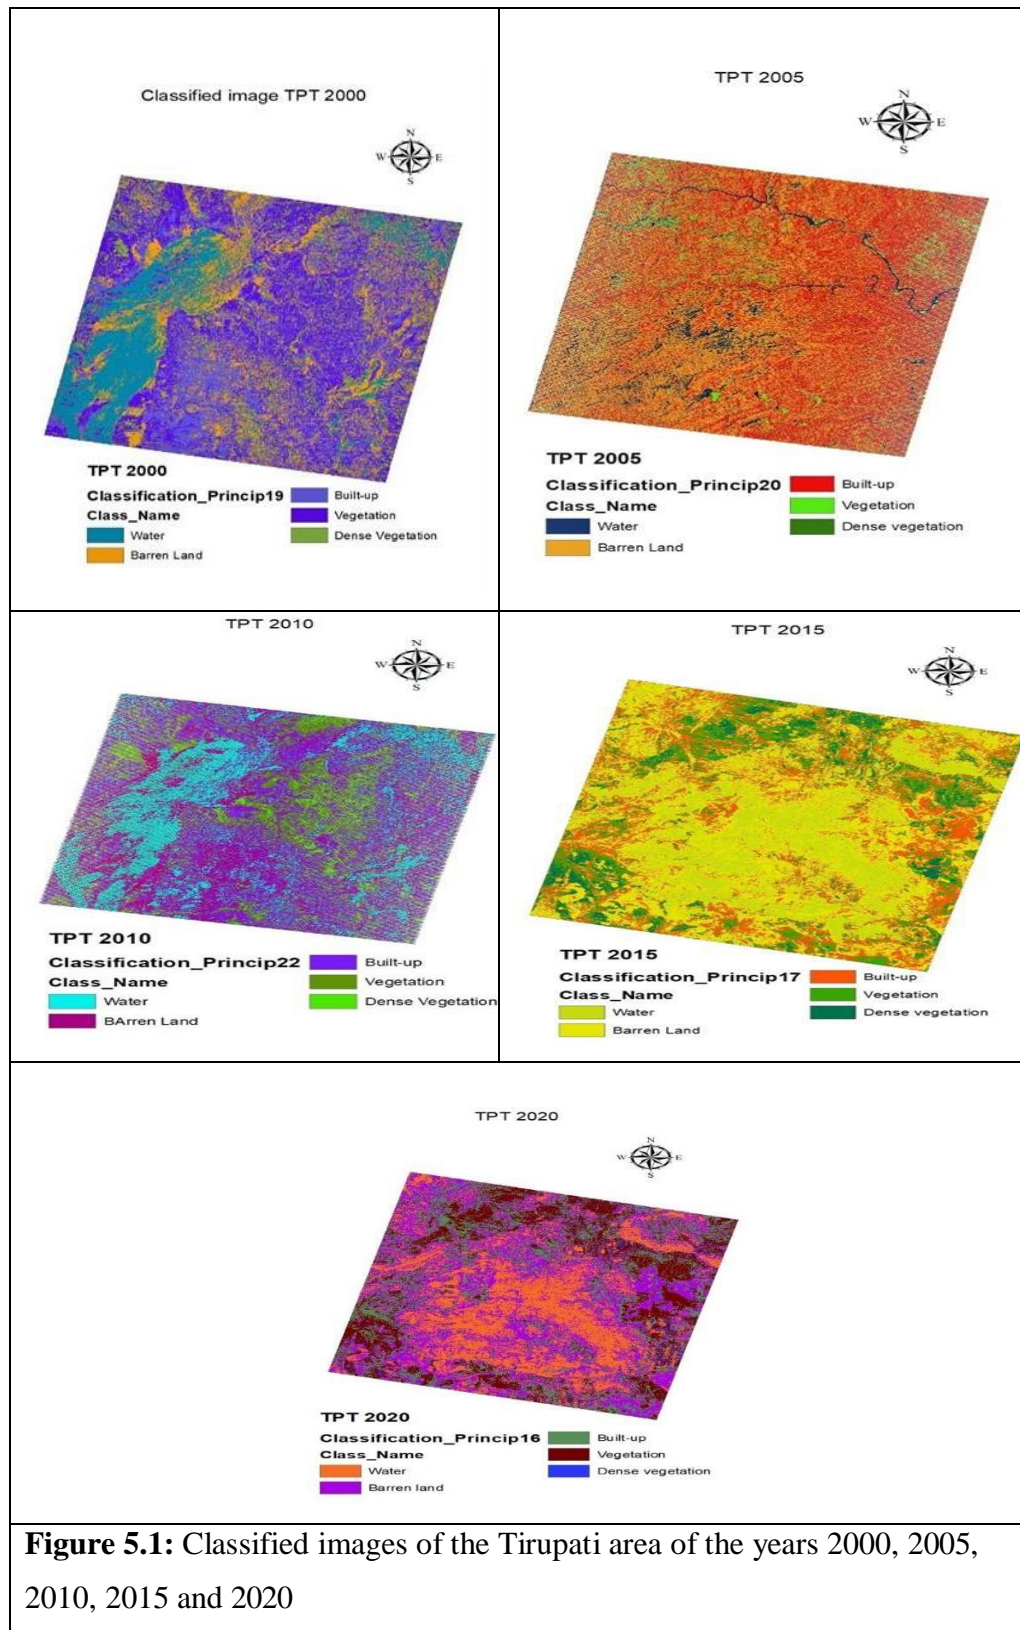 Classified image TPT 2000
N
W E
S
TPT 2000
Classification_Princip19
Class_Name
Water
Barren Land
Built-up
Vegetation
Dense Vegetation
TPT 2005
N
W E
S
TPT 2005
Classification_Princip20
Class_Name
Water
Barren Land
Built-up
Vegetation
Dense vegetation
TPT 2010
N
W E
S
TPT 2010
Classification_Princip22
Class_Name
Water
BArren Land
Built-up
Vegetation
Dense Vegetation
TPT 2015
N
W E
S
TPT 2015
Classification_Princip17
Class_Name
Water
Barren Land
Built-up
Vegetation
Dense vegetation
TPT 2020
N
W E
S
TPT 2020
Classification_Princip16
Class_Name
Water
Barren land
Built-up
Vegetation
Dense vegetation
Figure 5.1: Classified images of the Tirupati area of the years 2000, 2005,
2010, 2015 and 2020